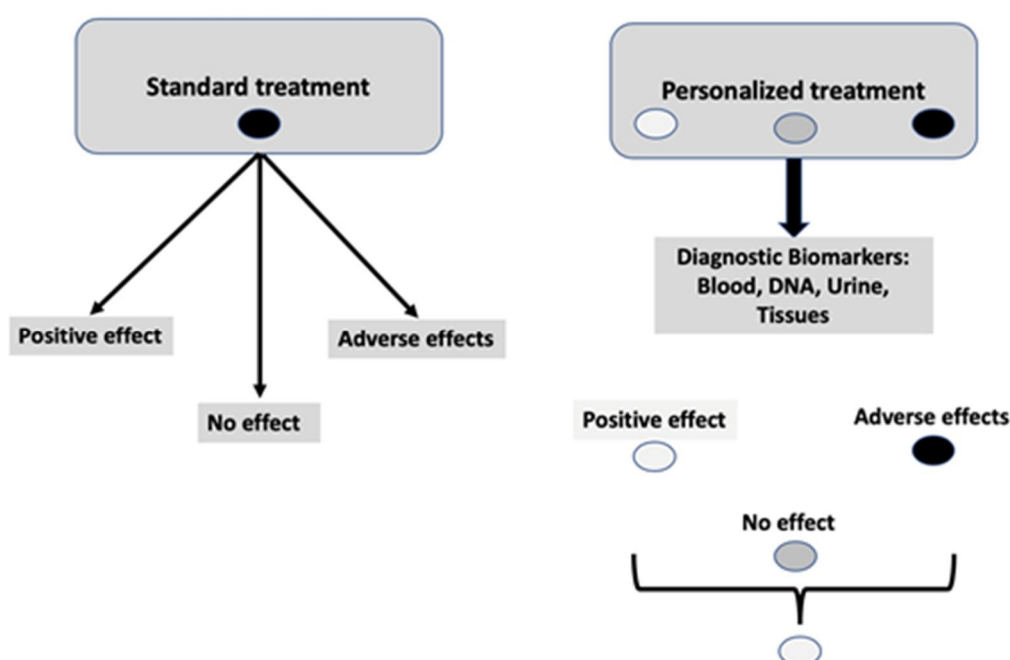 Standard treatment
Positive effect
Adverse effects
No effect
Personalized treatment
Diagnostic Biomarkers:
Blood, DNA, Urine,
Tissues
Positive effect
Adverse effects
No effect